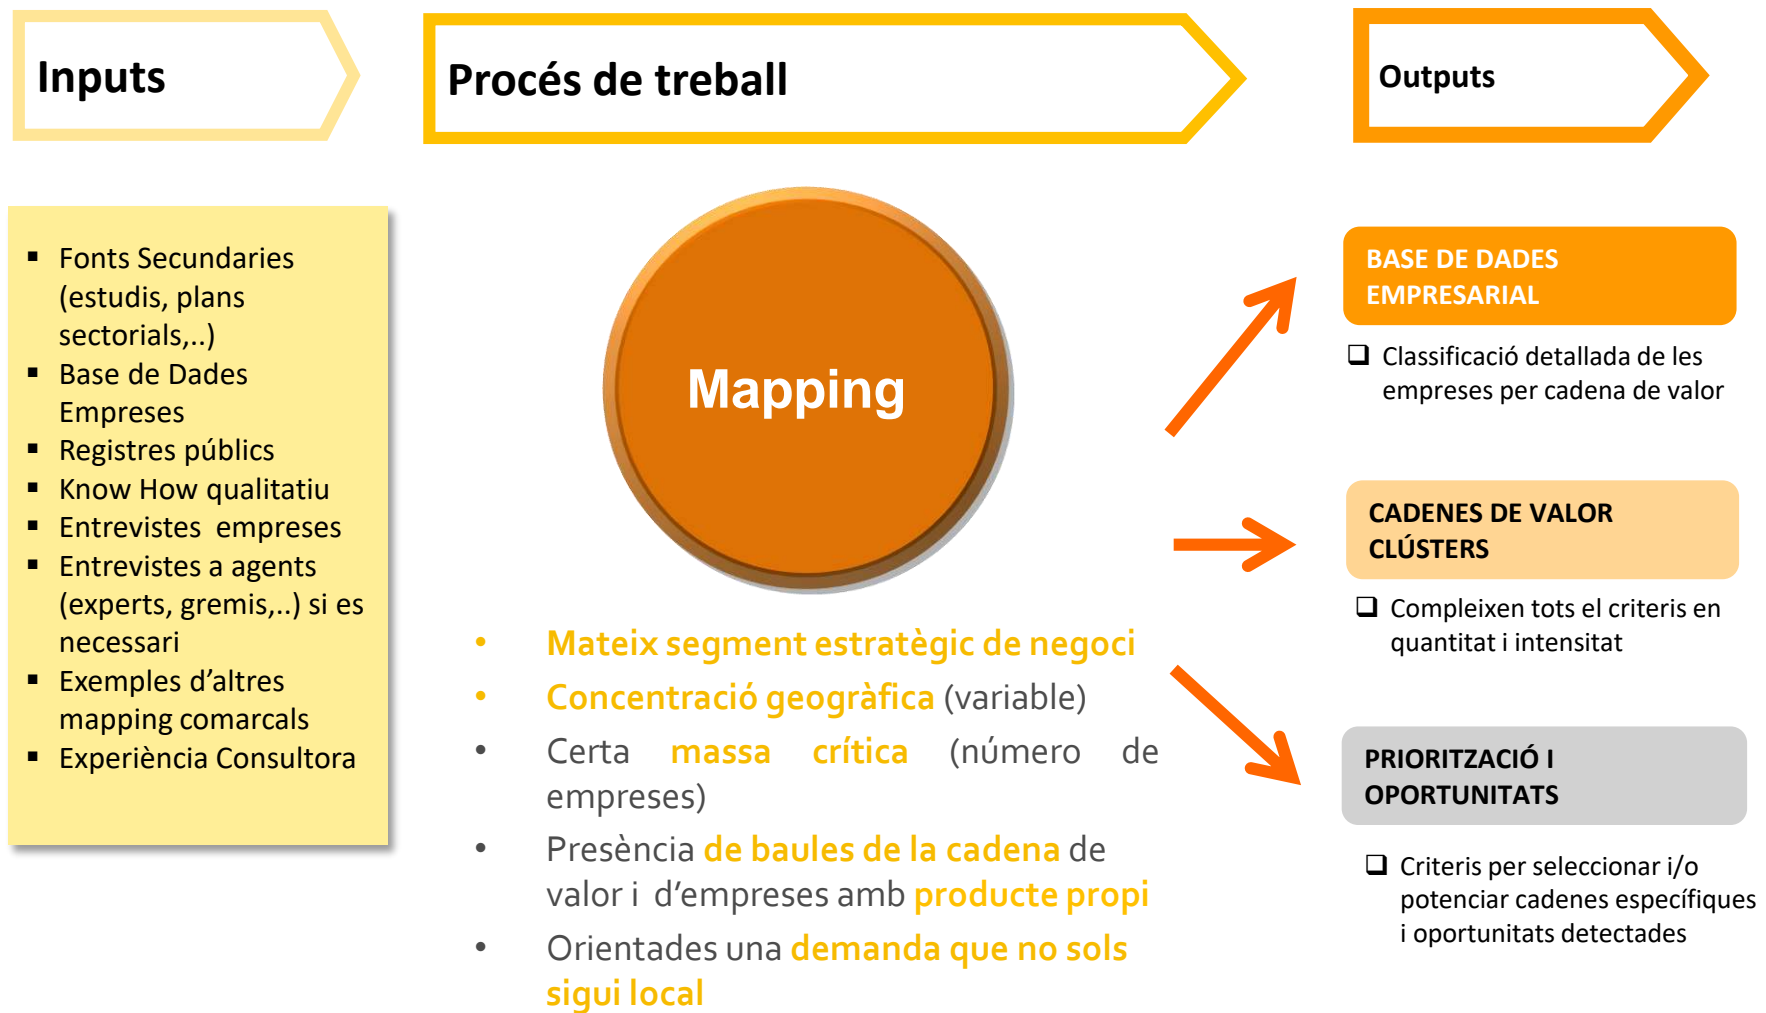 Inputs
Procés de treball
Outputs
Fonts Secundaries
(estudis, plans
sectorials,..)
Base de Dades
Empreses
Registres públics
Know How qualitatiu
Entrevistes empreses
Entrevistes a agents
(experts, gremis,..) si es
necessari
Exemples d’altres
mapping comarcals
Experiència Consultora
Mapping
• Mateix segment estratègic de negoci
• Concentració geogràfica (variable)
• Certa massa crítica (número de
empreses)
• Presència de baules de la cadena de
valor i d’empreses amb producte propi
• Orientades una demanda que no sols
sigui local
BASE DE DADES
EMPRESARIAL
Classificació detallada de les
empreses per cadena de valor
CADENES DE VALOR
CLÚSTERS
Compleixen tots el criteris en
quantitat i intensitat
PRIORITZACIÓ I
OPORTUNITATS
Criteris per seleccionar i/o
potenciar cadenes específiques
i oportunitats detectades